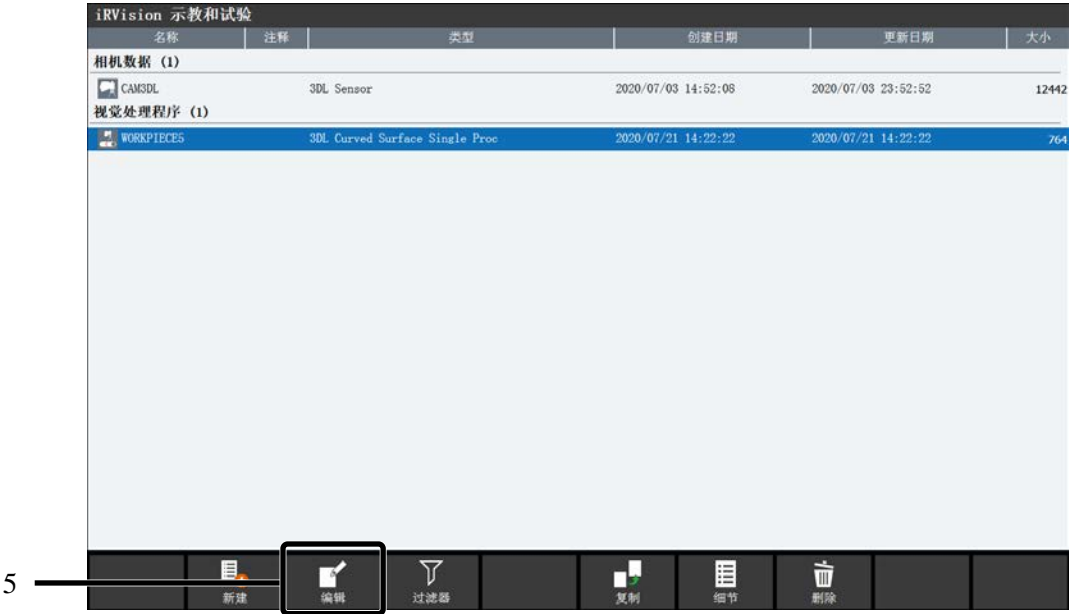 iRVision 示教和试验
名称 注释 类型 创建日期 更新日期 大小
相机数据 (1)
CAM3DL 3DL Sensor 2020/07/03 14:52:08 2020/07/03 23:52:52 12442
视觉处理程序 (1)
WORKPIECE5 3DL Curved Surface Single Proc 2020/07/21 14:22:22 2020/07/21 14:22:22 764
5
新建 编辑 过滤器 复制 细节 删除